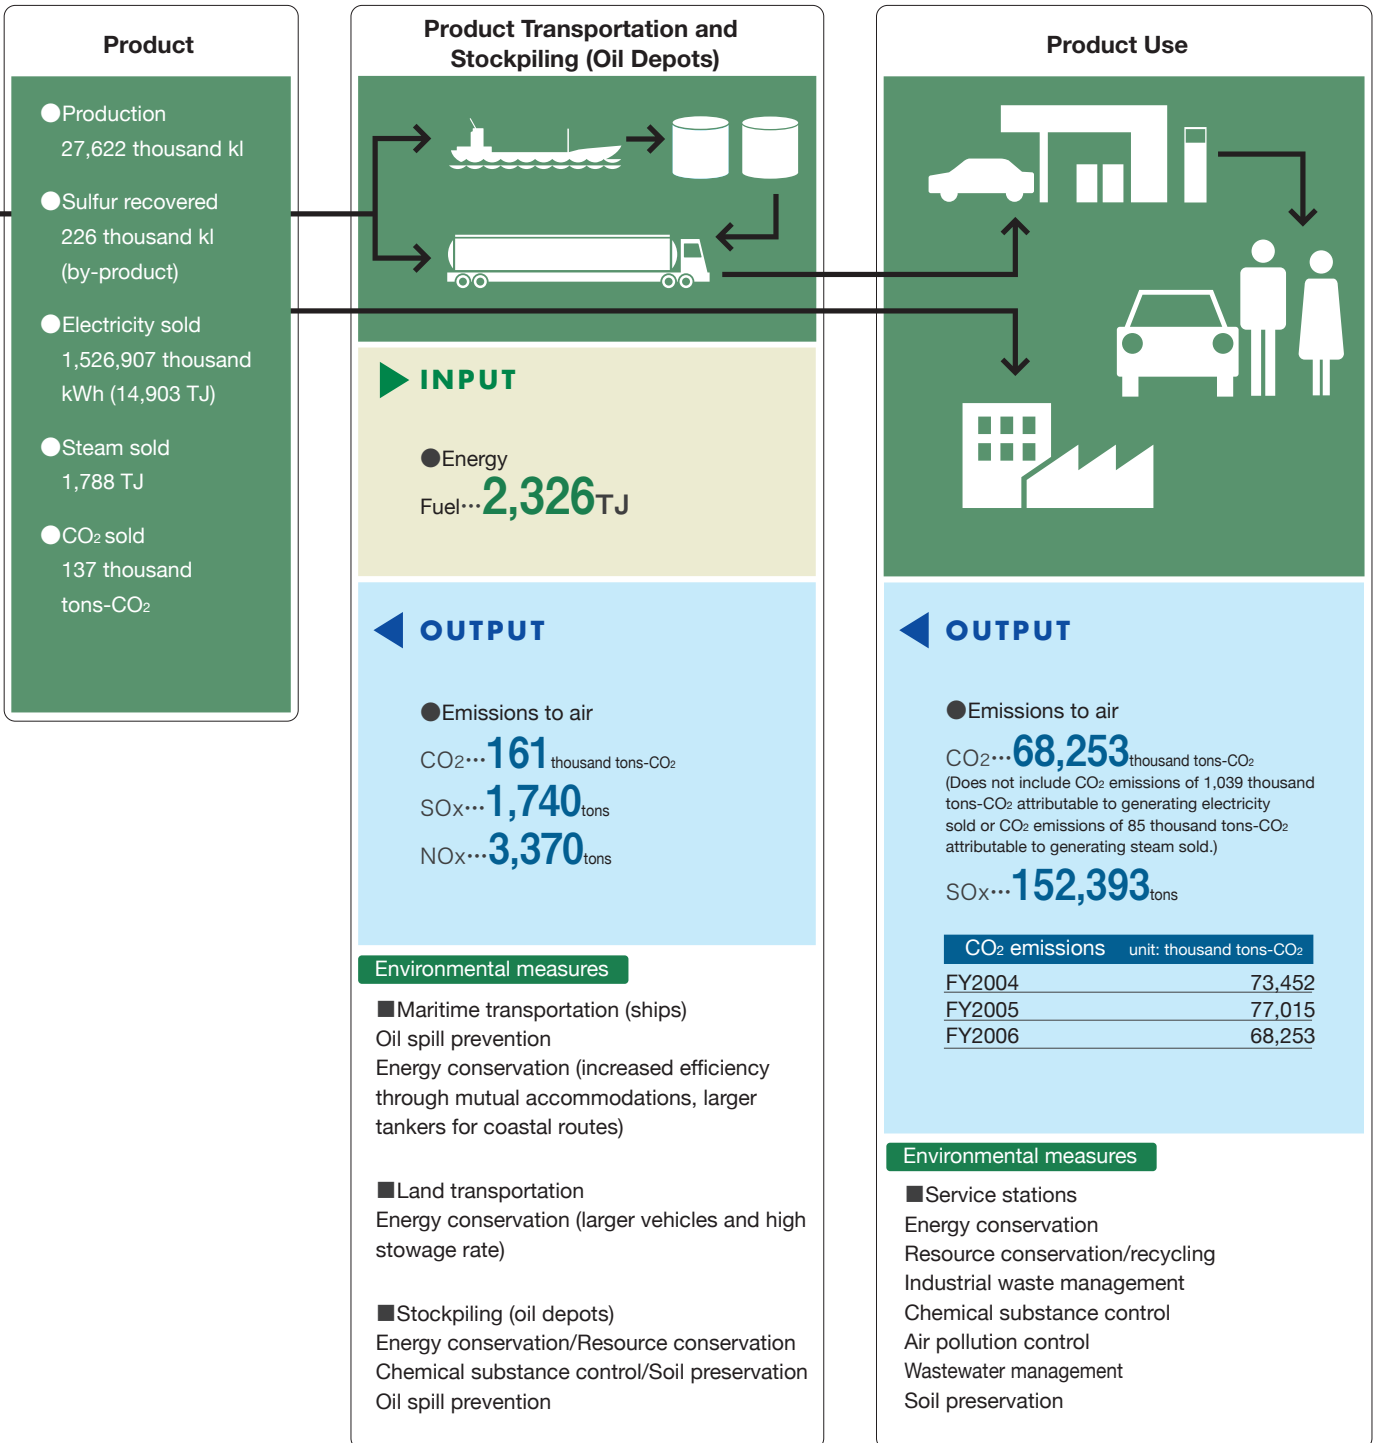 Product
●Production
27,622 thousand kl
●Sulfur recovered
226 thousand kl
(by-product)
●Electricity sold
1,526,907 thousand
kWh (14,903 TJ)
●Steam sold
1,788 TJ
●CO2 sold
137 thousand
tons-CO2
Product Transportation and
Stockpiling (Oil Depots)
INPUT
●Energy
Fuel···2,326TJ
OUTPUT
●Emissions to air
CO2···161 thousand tons-CO2
SOx···1,740 tons
NOx···3,370 tons
Environmental measures
■Maritime transportation (ships)
Oil spill prevention
Energy conservation (increased efficiency
through mutual accommodations, larger
tankers for coastal routes)
■Land transportation
Energy conservation (larger vehicles and high
stowage rate)
■Stockpiling (oil depots)
Energy conservation/Resource conservation
Chemical substance control/Soil preservation
Oil spill prevention
Product Use
OUTPUT
●Emissions to air
CO2···68,253 thousand tons-CO2
(Does not include CO2 emissions of 1,039 thousand
tons-CO2 attributable to generating electricity
sold or CO2 emissions of 85 thousand tons-CO2
attributable to generating steam sold.)
SOx···152,393 tons
CO2 emissions unit: thousand tons-CO2
FY2004 73,452
FY2005 77,015
FY2006 68,253
Environmental measures
■Service stations
Energy conservation
Resource conservation/recycling
Industrial waste management
Chemical substance control
Air pollution control
Wastewater management
Soil preservation